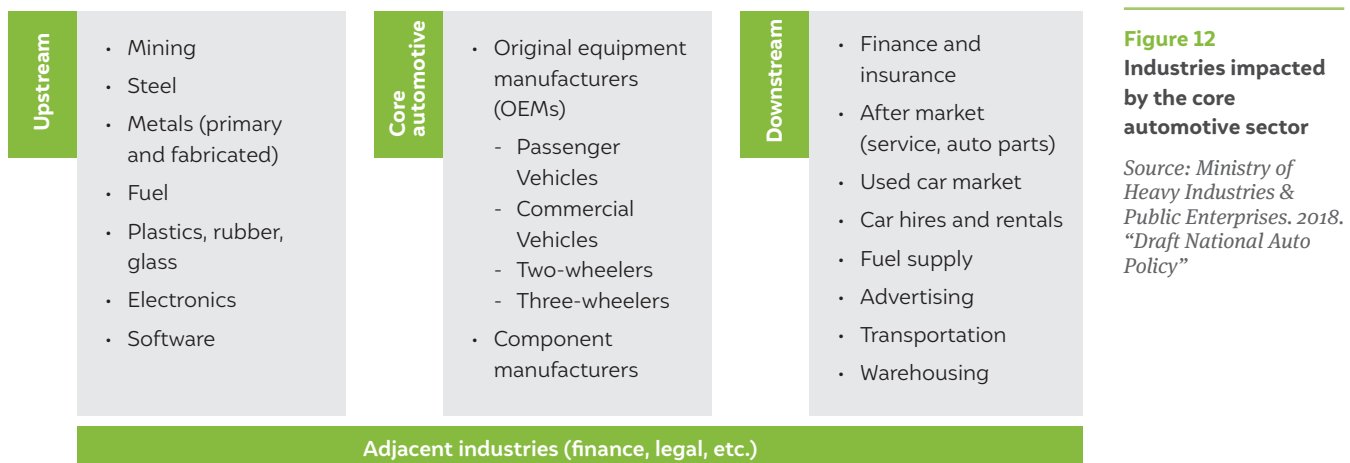 Upstream
• Mining
• Steel
• Metals (primary
and fabricated)
• Fuel
• Plastics, rubber,
glass
• Electronics
• Software
Core
automotive
• Original equipment
manufacturers
(OEMs)
- Passenger
Vehicles
- Commercial
Vehicles
- Two-wheelers
- Three-wheelers
• Component
manufacturers
Downstream
• Finance and
insurance
• After market
(service, auto parts)
• Used car market
• Car hires and rentals
• Fuel supply
• Advertising
• Transportation
• Warehousing
Adjacent industries (finance, legal, etc.)
Figure 12
Industries impacted
by the core
automotive sector
Source: Ministry of
Heavy Industries &
Public Enterprises. 2018.
“Draft National Auto
Policy”